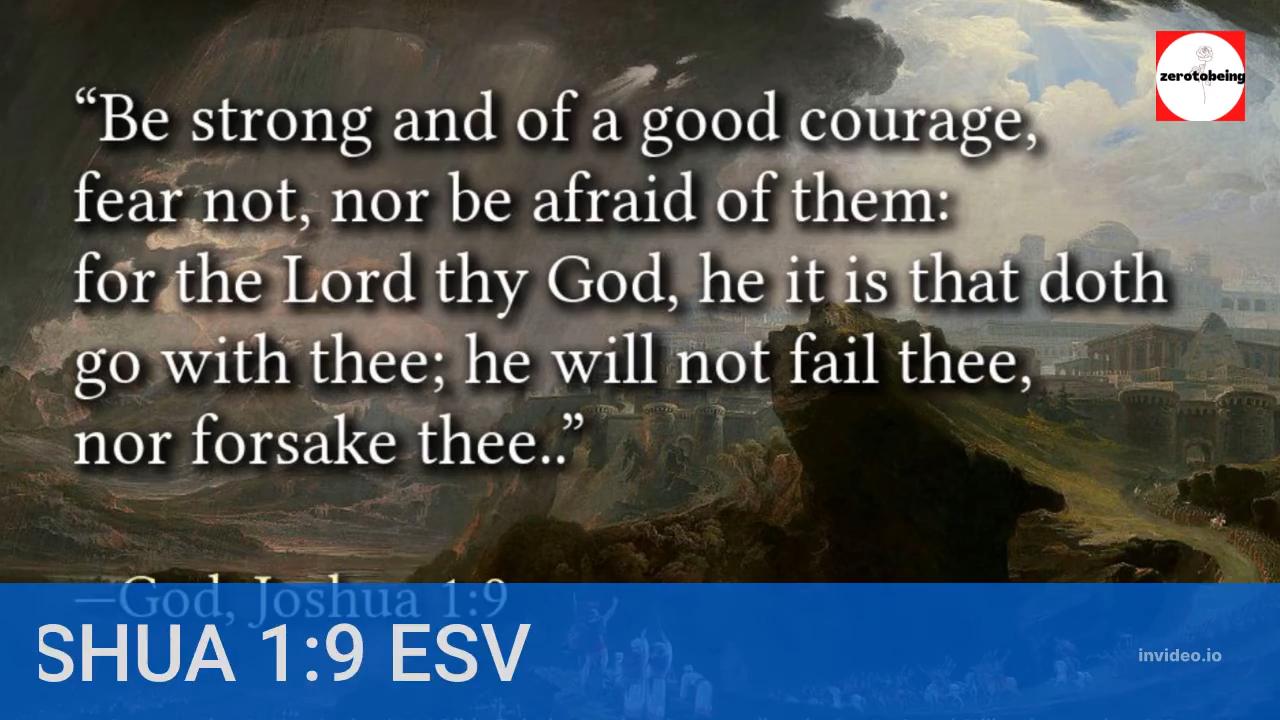 zerotobeing
“Be strong and of a good courage,
fear not, nor be afraid of them:
for the Lord thy God, he it is that doth
go with thee; he will not fail thee,
nor forsake thee..”
—God, Joshua 1:9
SHUA 1:9 ESV
invideo.io